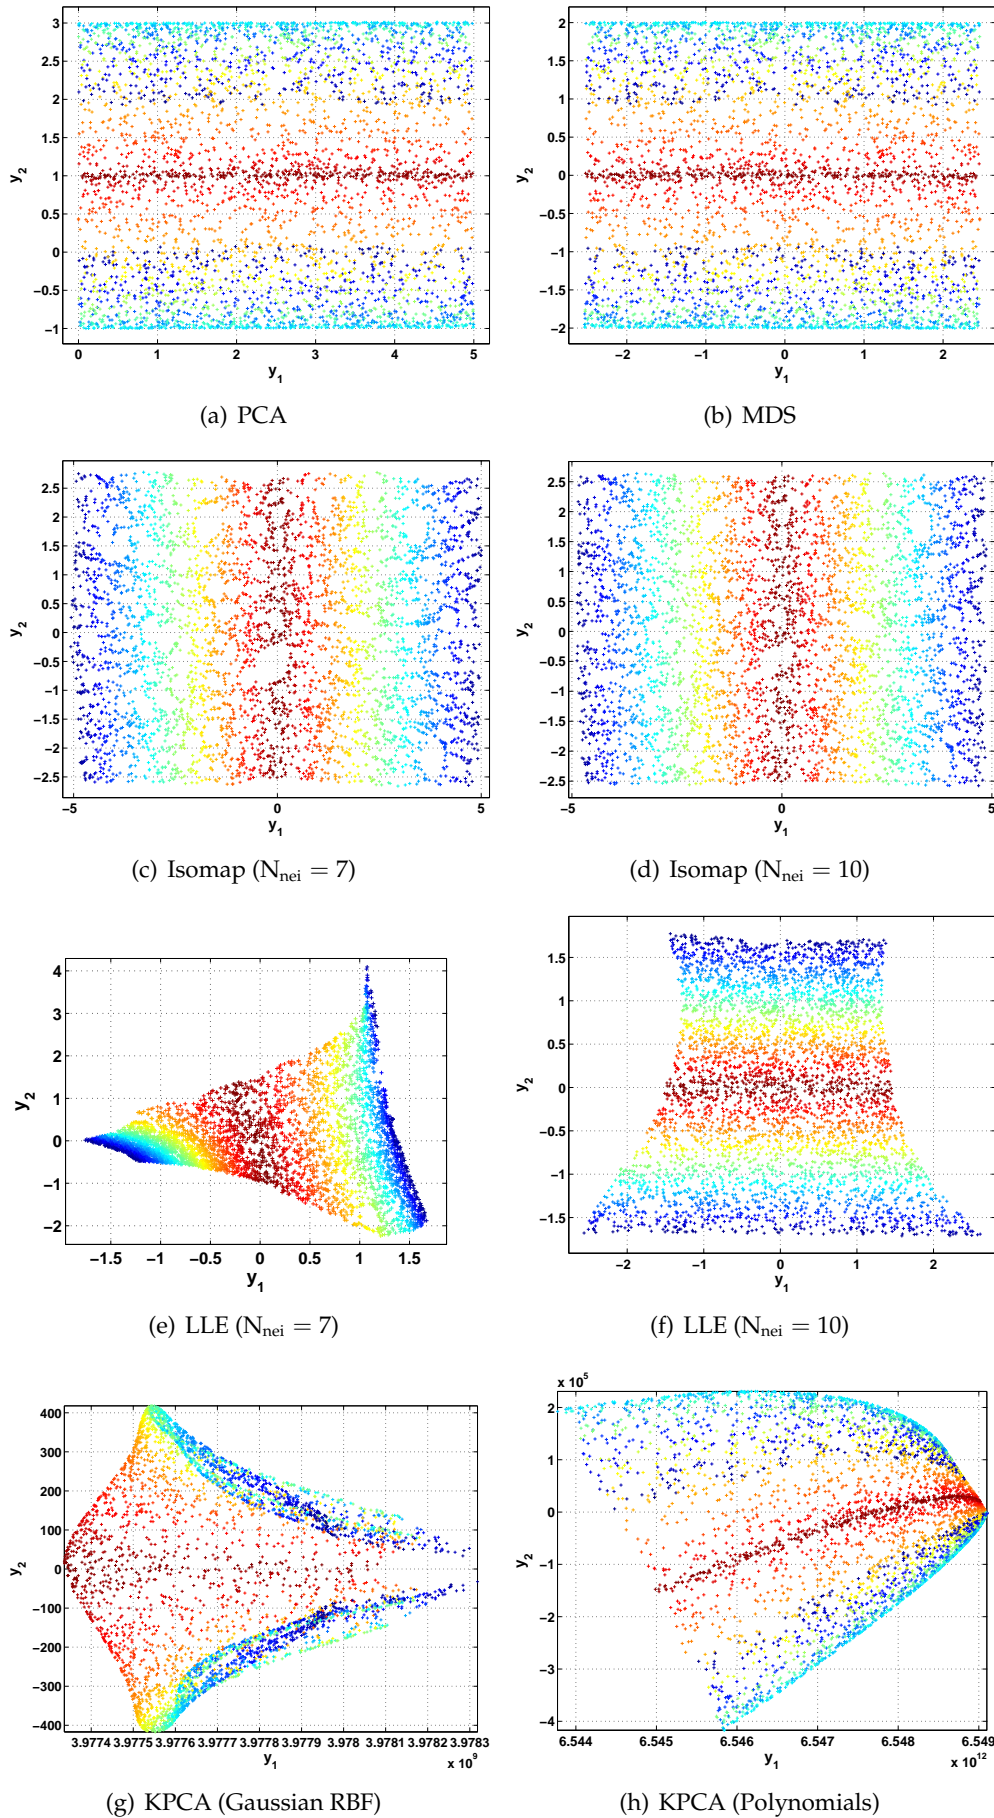 3
2.5
2
1.5
1
0.5
0
−0.5
−1
y2
0 1 2 3 4 5
y1
(a) PCA
2
1.5
1
0.5
0
−0.5
−1
−1.5
−2
y2
−2 −1 0 1 2
y1
(b) MDS
2.5
2
1.5
1
0.5
0
−0.5
−1
−1.5
−2
−2.5
y2
−5 0 5
y1
(c) Isomap (Nnei = 7)
2.5
2
1.5
1
0.5
0
−0.5
−1
−1.5
−2
−2.5
y2
−5 0 5
y1
(d) Isomap (Nnei = 10)
4
3
2
1
0
−1
−2
y2
−1.5 −1 −0.5 0 0.5 1 1.5
y1
(e) LLE (Nnei = 7)
1.5
1
0.5
0
−0.5
−1
−1.5
y2
−2 −1 0 1 2
y1
(f) LLE (Nnei = 10)
400
300
200
100
0
−100
−200
−300
−400
y2
3.9774 3.9775 3.9776 3.9777 3.9778 3.9779 3.978 3.9781 3.9782 3.9783
y1
x 10^9
(g) KPCA (Gaussian RBF)
x 10^5
2
1
0
−1
−2
−3
−4
y2
6.544 6.545 6.546 6.547 6.548 6.549
y1
x 10^12
(h) KPCA (Polynomials)